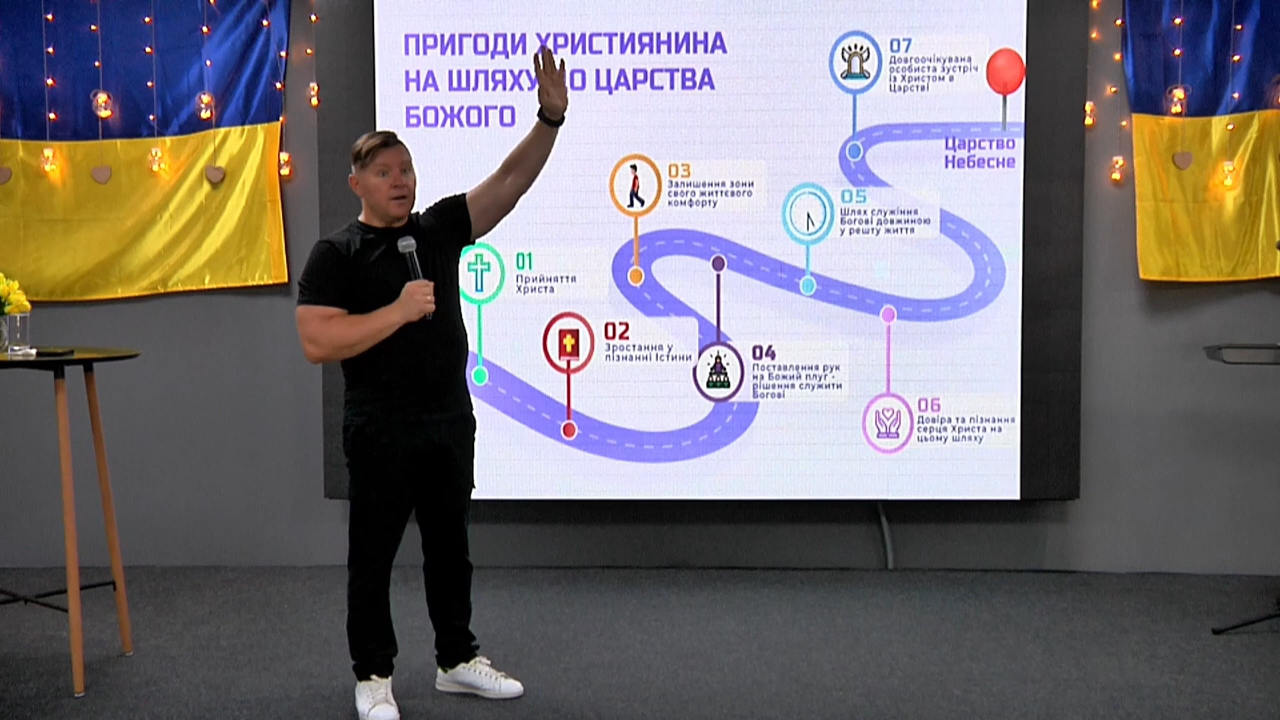 ПРИГОДИ ХРИСТИЯНИНА
НА ШЛЯХУ ДО ЦАРСТВА
БОЖОГО
01
Прийняття
Христа
02
Зростання у
пізнанні Істини
03
Залишення зони
свого життєвого
комфорту
04
Поставлення рук
на Божий плуг -
рішення служити
Богові
05
Шлях служіння
Богові довжиною
у решту життя
06
Довіра та пізнання
серця Христа на
цьому шляху
07
Довгоочікувана
особиста зустріч
із Христом в
Царстві
Царство
Небесне